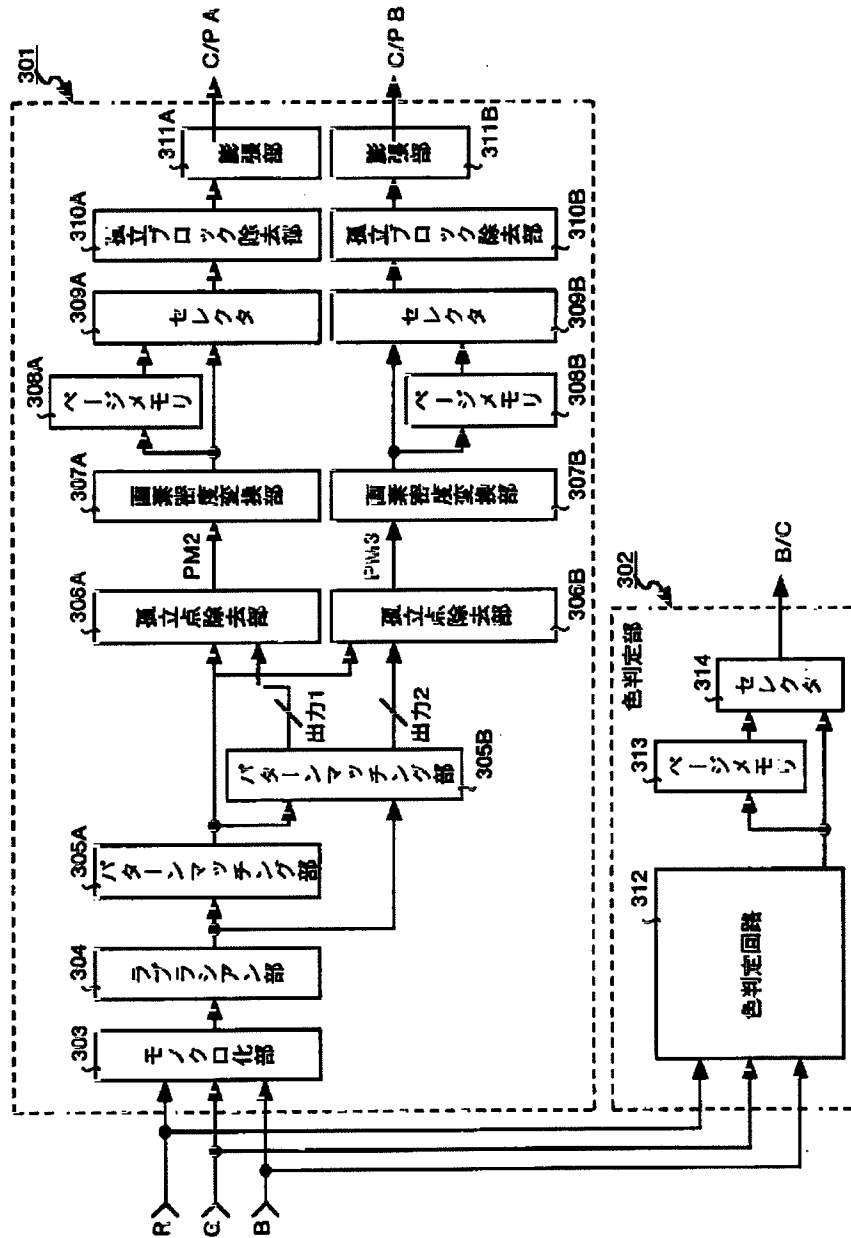 R
G
B
301
303
モノクロ化部
304
ラプラシアン部
305A
パターンマッチング部
305B
パターンマッチング部
出力1
出力2
306A
孤立点除去部
306B
孤立点除去部
PM2
PM3
307A
画素密度変換部
307B
画素密度変換部
308A
ページメモリ
308B
ページメモリ
309A
セレクタ
309B
セレクタ
310A
孤立ブロック除去部
310B
孤立ブロック除去部
311A
膨張部
311B
膨張部
C/P A
C/P B
302
色判定部
312
色判定回路
313
ページメモリ
314
セレクタ
B/C